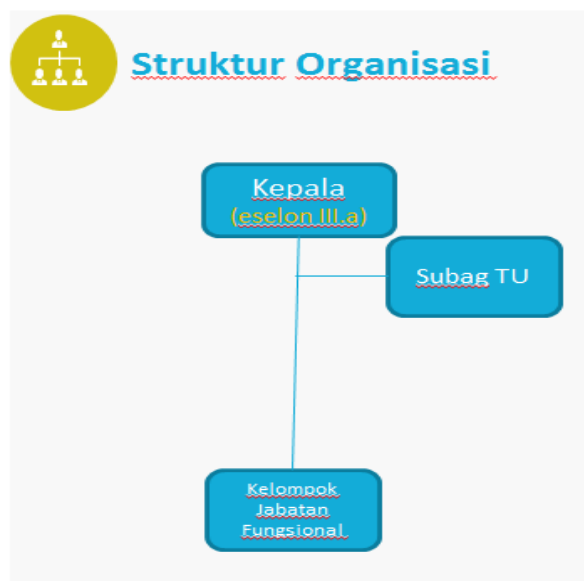 Struktur Organisasi
Kepala
(eselon III.a)
Subag TU
Kelompok
Jabatan
Fungsional